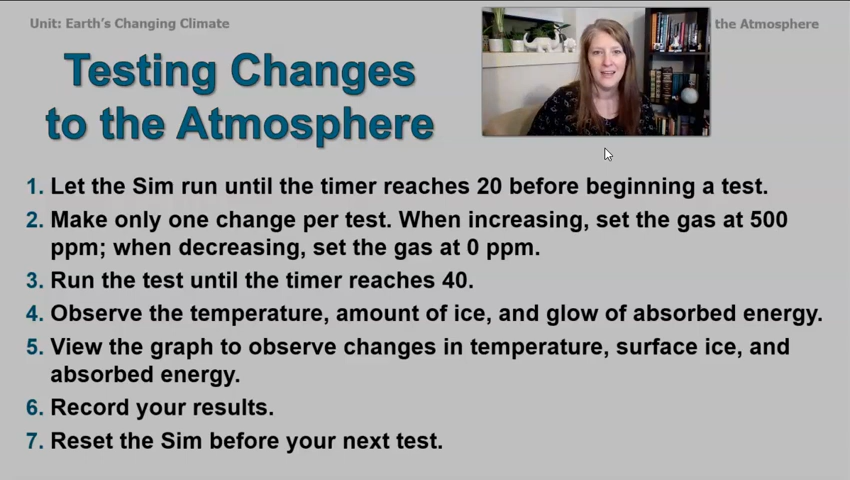 Unit: Earth's Changing Climate
the Atmosphere
Testing Changes
to the Atmosphere
1. Let the Sim run until the timer reaches 20 before beginning a test.
2. Make only one change per test. When increasing, set the gas at 500
ppm; when decreasing, set the gas at 0 ppm.
3. Run the test until the timer reaches 40.
4. Observe the temperature, amount of ice, and glow of absorbed energy.
5. View the graph to observe changes in temperature, surface ice, and
absorbed energy.
6. Record your results.
7. Reset the Sim before your next test.